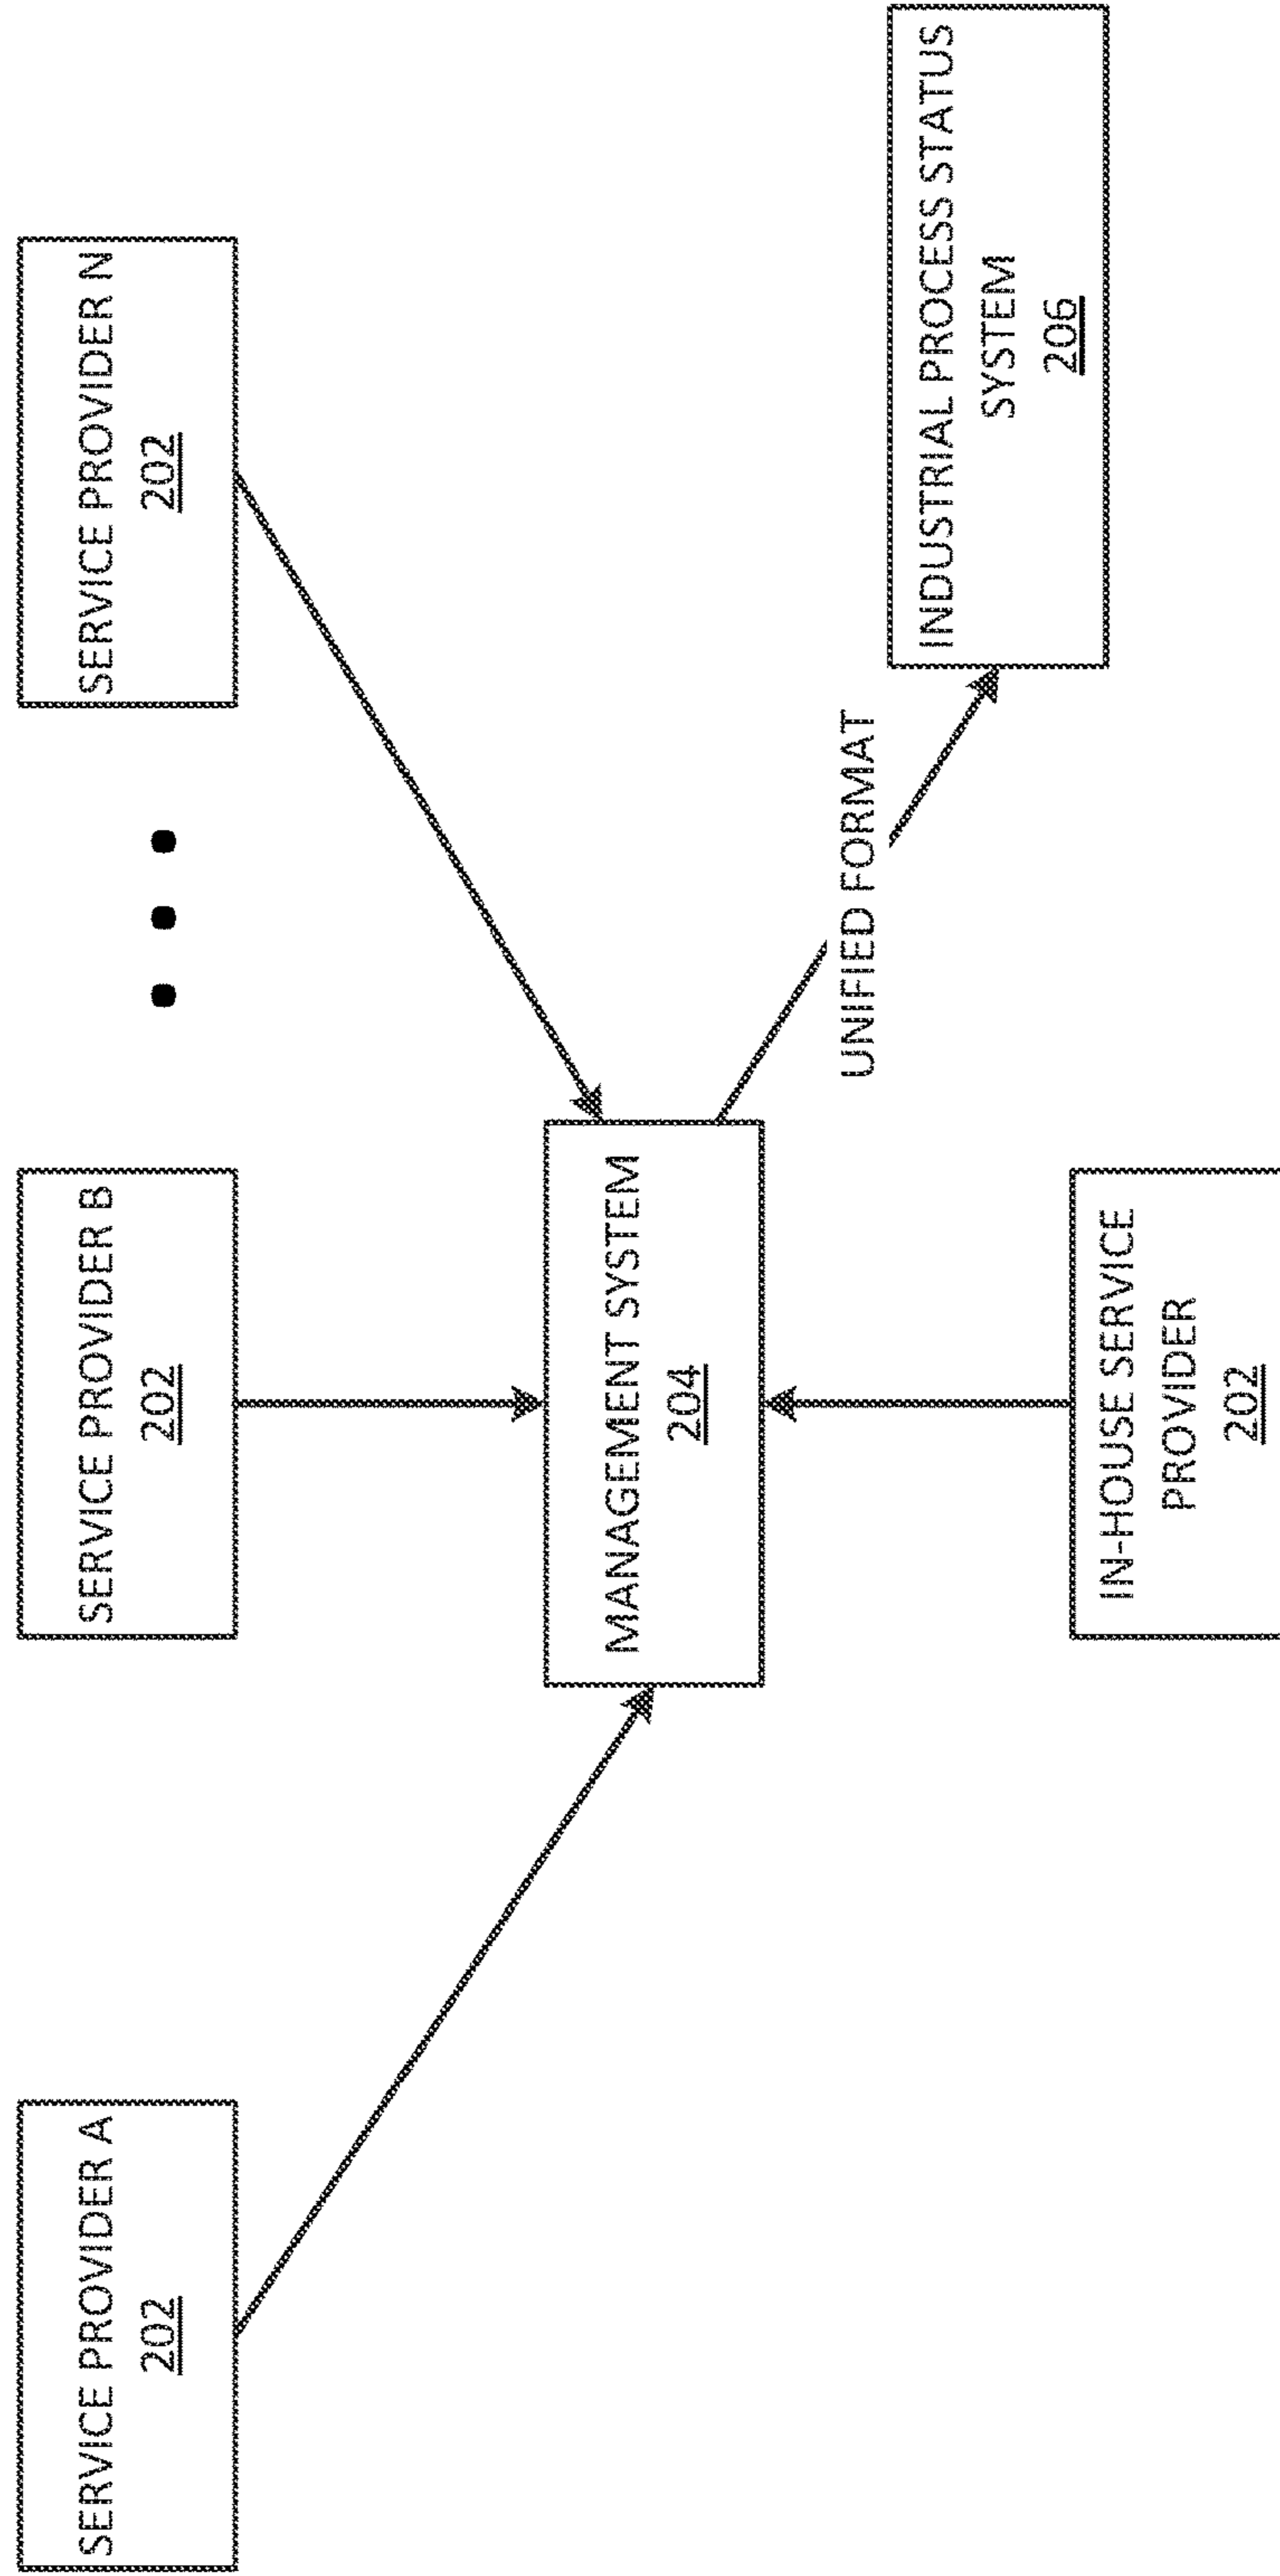 SERVICE PROVIDER A
202
SERVICE PROVIDER B
202
SERVICE PROVIDER N
202
MANAGEMENT SYSTEM
204
UNIFIED FORMAT
INDUSTRIAL PROCESS STATUS
SYSTEM
206
IN-HOUSE SERVICE
PROVIDER
202